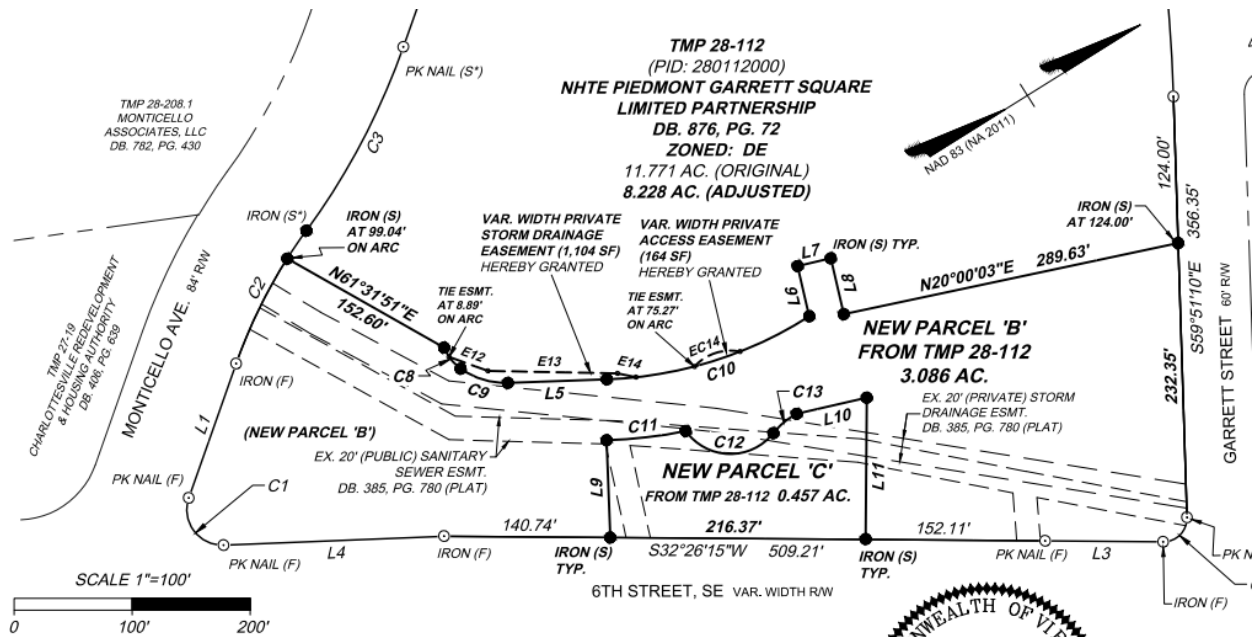 PK NAIL (S*)
TMP 28-208.1
MONTICELLO
ASSOCIATES, LLC
DB. 782, PG. 430
C3
TMP 28-112
(PID: 280112000)
NHTE PIEDMONT GARRETT SQUARE
LIMITED PARTNERSHIP
DB. 876, PG. 72
ZONED: DE
11.771 AC. (ORIGINAL)
8.228 AC. (ADJUSTED)
NAD 83 (NA 2011)
124.00'
S59°51'10"E 356.35'
232.35'
GARRETT STREET 60' R/W
IRON (S)
AT 124.00'
IRON (S*)
IRON (S)
AT 99.04'
ON ARC
VAR. WIDTH PRIVATE
STORM DRAINAGE
EASEMENT (1,104 SF)
HEREBY GRANTED
VAR. WIDTH PRIVATE
ACCESS EASEMENT
(164 SF)
HEREBY GRANTED
L7
IRON (S) TYP.
L6
L8
N20°00'03"E 289.63'
C2
N61°31'51"E
152.60'
TIE ESMT.
AT 8.89'
ON ARC
TIE ESMT.
AT 75.27'
ON ARC
E12
E13
E14
EC14
C10
C8
C9
L5
TMP 27-19
CHARLOTTESVILLE REDEVELOPMENT
& HOUSING AUTHORITY
DB. 406, PG. 639
MONTICELLO AVE. 84' R/W
IRON (F)
L1
NEW PARCEL 'B'
FROM TMP 28-112
3.086 AC.
EX. 20' (PRIVATE) STORM
DRAINAGE ESMT.
DB. 385, PG. 780 (PLAT)
C13
L10
C11
C12
(NEW PARCEL 'B')
EX. 20' (PUBLIC) SANITARY
SEWER ESMT.
DB. 385, PG. 780 (PLAT)
NEW PARCEL 'C'
FROM TMP 28-112 0.457 AC.
L9
L11
PK NAIL (F)
C1
PK NAIL (F)
L4
140.74'
IRON (F)
IRON (S)
TYP.
216.37'
S32°26'15"W 509.21'
IRON (S)
TYP.
152.11'
PK NAIL (F)
L3
PK N
IRON (F)
6TH STREET, SE VAR. WIDTH R/W
SCALE 1"=100'
0 100' 200'
NWEALTH OF VI